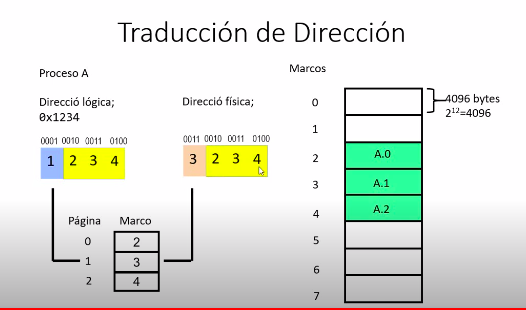 Traducción de Dirección
Proceso A
Direcció lógica;
0x1234
0001 0010 0011 0100
1 2 3 4
Direcció física;
0011 0010 0011 0100
3 2 3 4
Página Marco
0 2
1 3
2 4
Marcos
0
1
2 A.0
3 A.1
4 A.2
5
6
7
4096 bytes
2¹²=4096